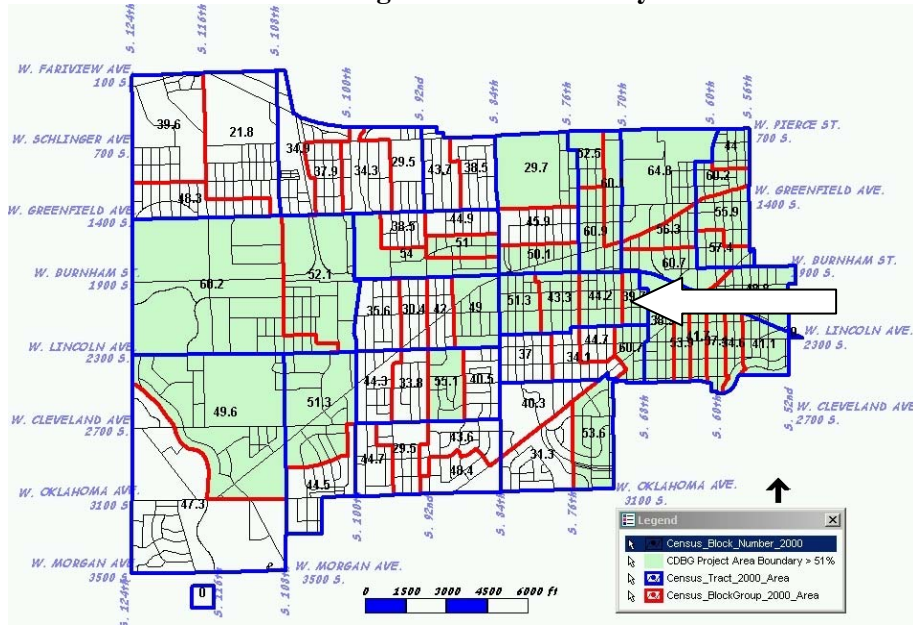 S. 124th
S. 116th
S. 108th
W. FARIVIEW AVE
100 S.
S. 100th
S. 92nd
S. 84th
S. 76th
S. 70th
S. 60th
S. 56th
W. PIERCE ST.
700 S.
W. SCHLINGER AVE
700 S.
39.6
21.8
34.9
37.9
34.3
29.5
43.7
38.5
29.7
52.5
60.1
64.8
44
60.2
48.3
W. GREENFIELD AVE.
1400 S.
W. GREENFIELD AVE
1400 S.
38.5
44.9
45.9
60.9
56.3
55.9
54
51
50.1
57.4
60.7
W. BURNHAM ST.
1900 S.
60.2
52.1
W. BURNHAM ST.
900 S.
35.6
30.4
42
49
51.3
43.3
44.2
W. LINCOLN AVE.
2300 S.
W. LINCOLN AVE.
2300 S.
37
34.1
44.7
60.7
41.1
44.3
33.8
55.1
40.5
49.6
51.3
40.3
S. 68th
S. 60th
S. 52nd
W. CLEVELAND AVE
2700 S.
W. CLEVELAND AVE
2700 S.
53.6
44.7
29.5
43.6
48.4
31.3
44.5
W. OKLAHOMA AVE.
3100 S.
47.3
S. 100th
S. 92nd
S. 84th
S. 76th
W. OKLAHOMA AVE.
3100 S.
W. MORGAN AVE.
3500 S.
W. MORGAN AVE.
3500 S.
S. 124th
S. 116th
S. 108th
0
0 1500 3000 4500 6000 ft
Legend
Census_Block_Number_2000
CDBG Project Area Boundary > 51%
Census_Tract_2000_Area
Census_BlockGroup_2000_Area